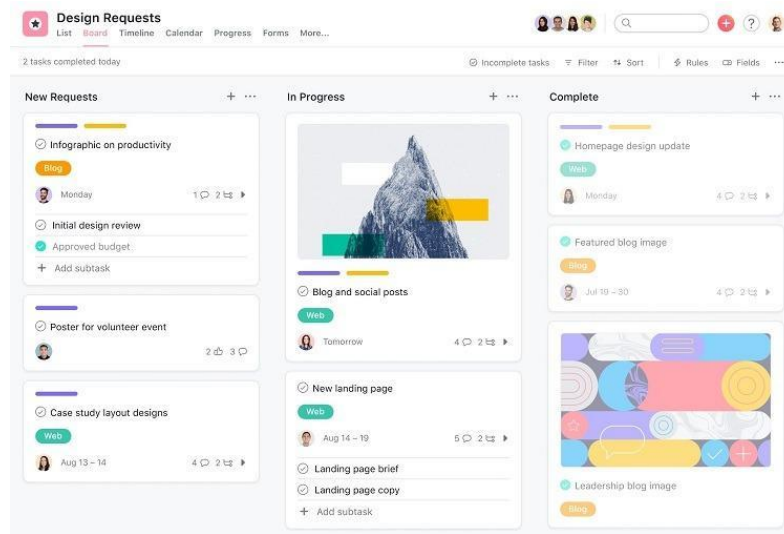 Design Requests
List Board Timeline Calendar Progress Forms More...
2 tasks completed today
Incomplete tasks Filter Sort Rules Fields
New Requests
Infographic on productivity
Blog
Monday 1 2
Initial design review
Approved budget
+ Add subtask
Poster for volunteer event
2 3
Case study layout designs
Web
Aug 13 – 14 4 2
In Progress
Blog and social posts
Web
Tomorrow 4 2
New landing page
Web
Aug 14 – 19 5 2
Landing page brief
Landing page copy
+ Add subtask
Complete
Homepage design update
Web
Monday 4 2
Featured blog image
Blog
Jul 19 – 30 4 2
Leadership blog image
Blog